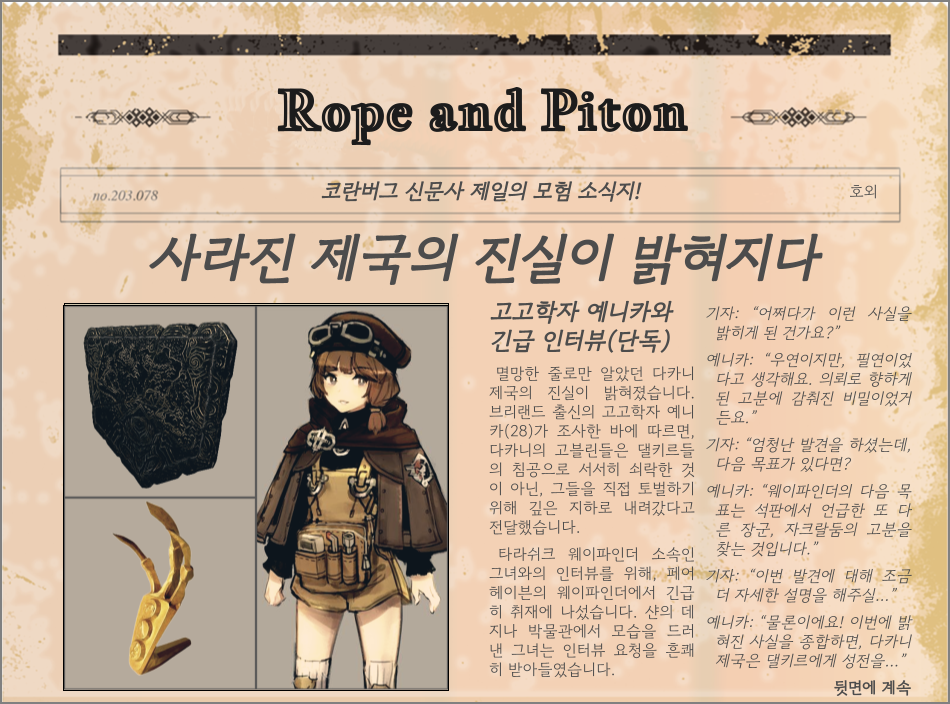 Rope and Piton
no.203.078
코란버그 신문사 제일의 모험 소식지!
호외
사라진 제국의 진실이 밝혀지다
고고학자 예니카와
긴급 인터뷰(단독)
멸망한 줄로만 알았던 다카니
제국의 진실이 밝혀졌습니다.
브리랜드 출신의 고고학자 예니
카(28)가 조사한 바에 따르면,
다카니의 고블린들은 댈키르들
의 침공으로 서서히 쇠락한 것
이 아닌, 그들을 직접 토벌하기
위해 깊은 지하로 내려갔다고
전달했습니다.
타라쉬크 웨이파인더 소속인
그녀와의 인터뷰를 위해, 페어
헤이븐의 웨이파인더에서 긴급
히 취재에 나섰습니다. 샨의 데
지나 박물관에서 모습을 드러
낸 그녀는 인터뷰 요청을 흔쾌
히 받아들였습니다.
기자: “어쩌다가 이런 사실을
밝히게 된 건가요?”
예니카: “우연이지만, 필연이었
다고 생각해요. 의뢰로 향하게
된 고분에 감춰진 비밀이었거
든요.”
기자: “엄청난 발견을 하셨는데,
다음 목표가 있다면?
예니카: “웨이파인더의 다음 목
표는 석판에서 언급한 또 다
른 장군, 자크랄둠의 고분을
찾는 것입니다.”
기자: “이번 발견에 대해 조금
더 자세한 설명을 해주실...”
예니카: “물론이에요! 이번에 밝
혀진 사실을 종합하면, 다카니
제국은 댈키르에게 성전을...”
뒷면에 계속